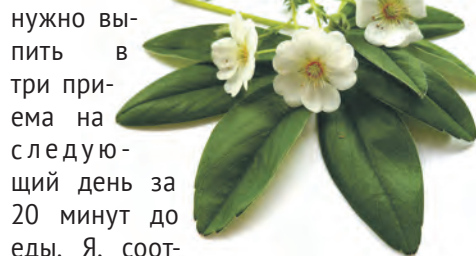 нужно вы-
пить в
три при-
ема на
следую-
щий день за
20 минут до
еды. Я, соот-